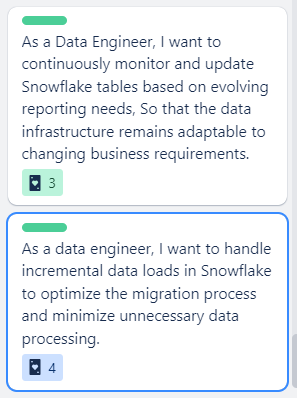 As a Data Engineer, I want to
continuously monitor and update
Snowflake tables based on evolving
reporting needs, So that the data
infrastructure remains adaptable to
changing business requirements.
3
As a data engineer, I want to handle
incremental data loads in Snowflake
to optimize the migration process
and minimize unnecessary data
processing.
4